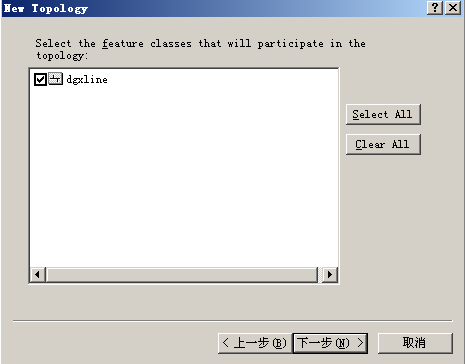 New Topology
Select the feature classes that will participate in the
topology:
dgxline
Select All
Clear All
< 上一步(B) 下一步(N) > 取消